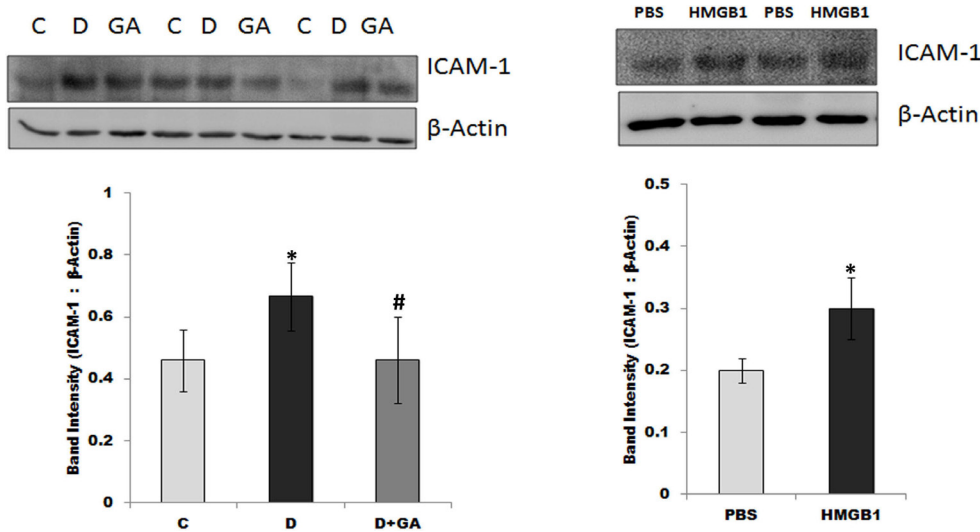 C D GA C D GA C D GA
ICAM-1
β-Actin
1
0.8
0.6
0.4
0.2
0
Band Intensity (ICAM-1 : β-Actin)
*
#
C D D+GA
PBS HMGB1 PBS HMGB1
ICAM-1
β-Actin
0.5
0.4
0.3
0.2
0.1
0
Band Intensity (ICAM-1 : β-Actin)
*
PBS HMGB1